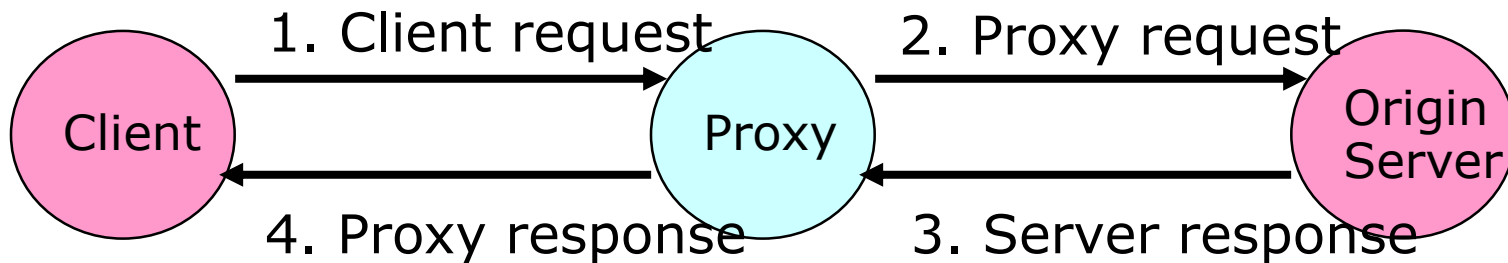 1. Client request
2. Proxy request
Client
Proxy
Origin
Server
4. Proxy response
3. Server response